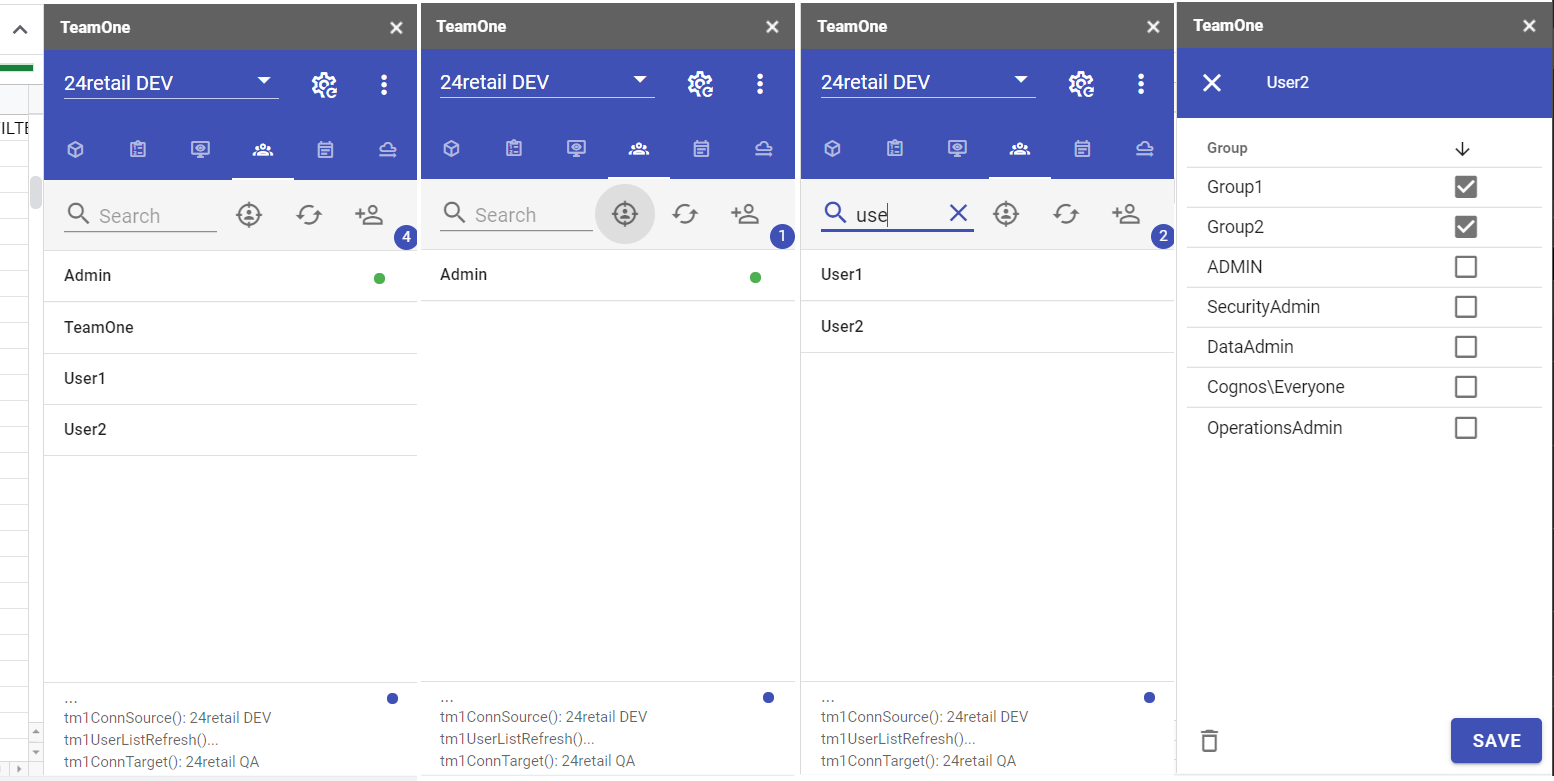 ILTE
TeamOne
24retail DEV
Search
4
Admin
TeamOne
User1
User2
...
tm1ConnSource(): 24retail DEV
tm1UserListRefresh()...
tm1ConnTarget(): 24retail QA
TeamOne
24retail DEV
Search
1
Admin
...
tm1ConnSource(): 24retail DEV
tm1UserListRefresh()...
tm1ConnTarget(): 24retail QA
TeamOne
24retail DEV
use
2
User1
User2
...
tm1ConnSource(): 24retail DEV
tm1UserListRefresh()...
tm1ConnTarget(): 24retail QA
TeamOne
User2
Group
Group1
Group2
ADMIN
SecurityAdmin
DataAdmin
Cognos\Everyone
OperationsAdmin
SAVE